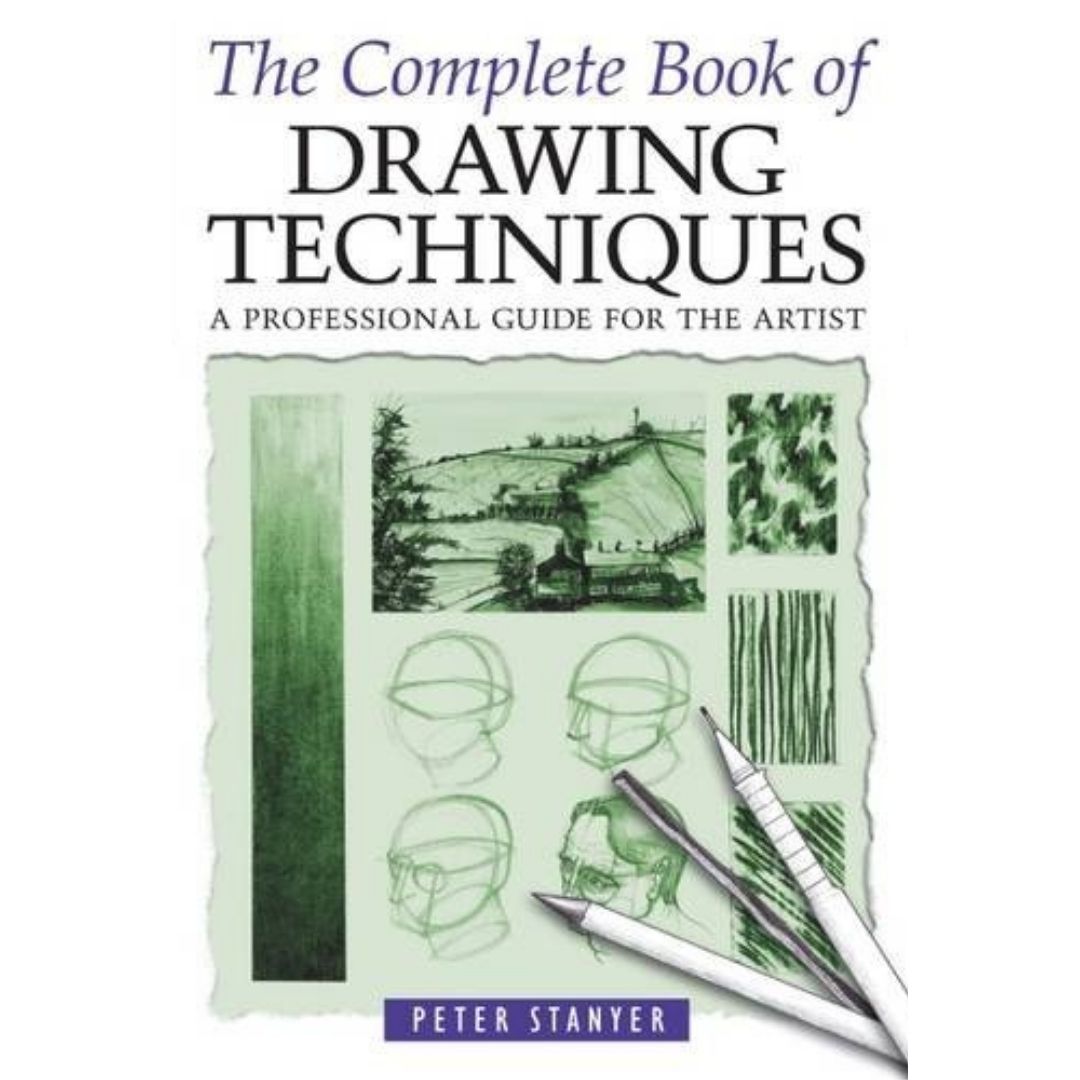 The Complete Book of
DRAWING
TECHNIQUES
A PROFESSIONAL GUIDE FOR THE ARTIST
PETER STANYER